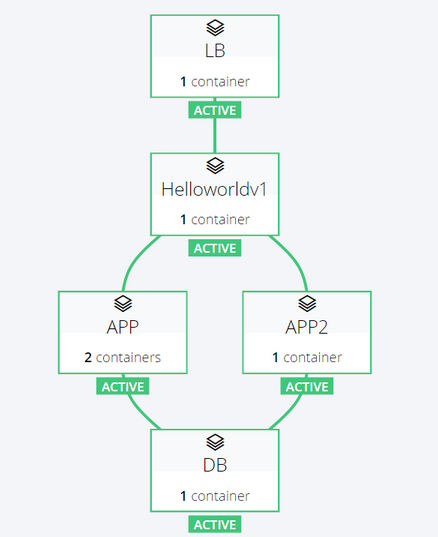 LB
1 container
ACTIVE
Helloworldv1
1 container
ACTIVE
APP
2 containers
ACTIVE
APP2
1 container
ACTIVE
DB
1 container
ACTIVE